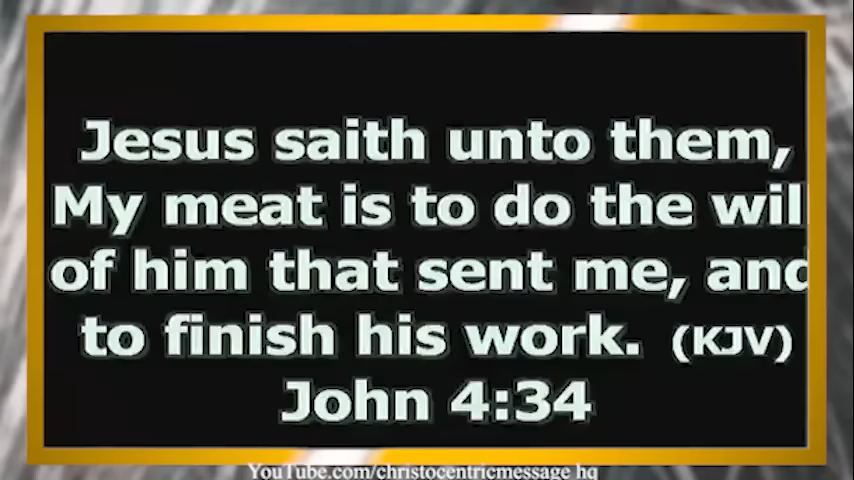 Jesus saith unto them,
My meat is to do the wil
of him that sent me, and
to finish his work. (KJV)
John 4:34
YouTube.com/christocentricmessage hq